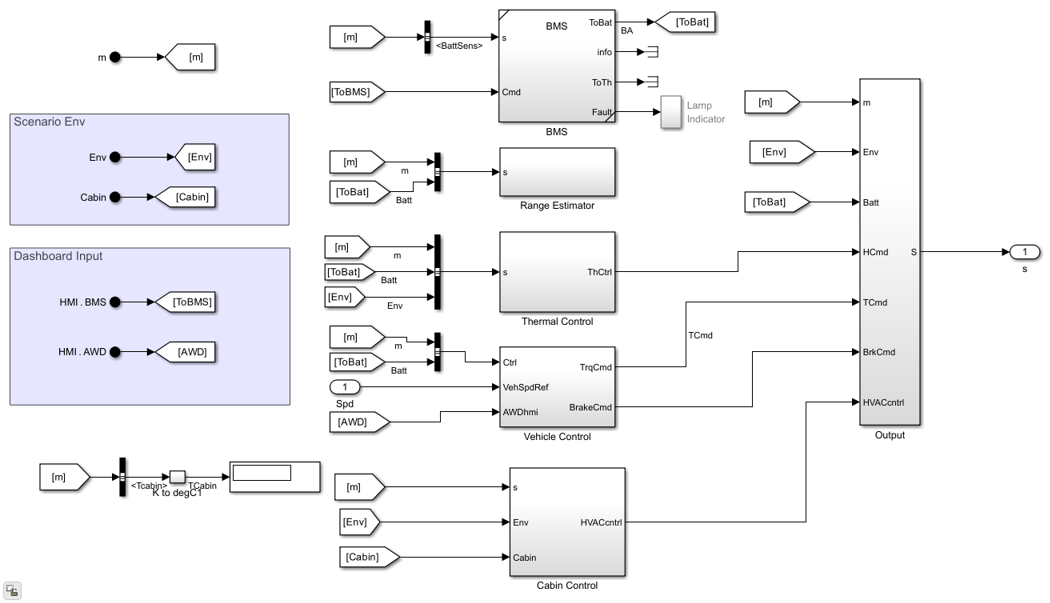 m
[m]
Scenario Env
Env
[Env]
Cabin
[Cabin]
Dashboard Input
HMI . BMS
[ToBMS]
HMI . AWD
[AWD]
[m]
<Tcabin>
K to degC1
TCabin
[m]
<BattSens>
[ToBMS]
s
Cmd
BMS
ToBat
info
ToTh
Fault
BMS
BA
[ToBat]
Lamp
Indicator
[m]
m
[ToBat]
Batt
s
Range Estimator
[m]
m
[ToBat]
Batt
[Env]
Env
s
ThCtrl
Thermal Control
[m]
m
[ToBat]
Batt
1
Spd
[AWD]
Ctrl
VehSpdRef
AWDhmi
TrqCmd
BrakeCmd
Vehicle Control
TCmd
[m]
[Env]
[Cabin]
s
Env
Cabin
HVACcntrl
Cabin Control
[m]
[Env]
[ToBat]
m
Env
Batt
HCmd
TCmd
BrkCmd
HVACcntrl
S
Output
1
s